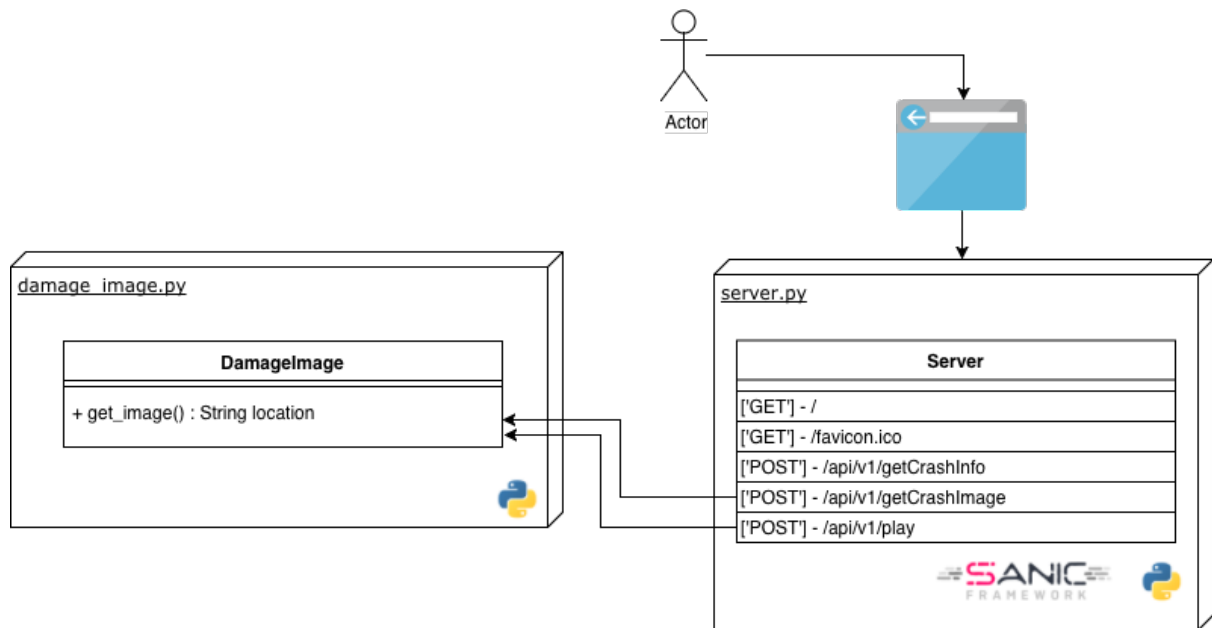 Actor
damage_image.py
DamageImage
+ get_image() : String location
server.py
Server
['GET'] - /
['GET'] - /favicon.ico
['POST'] - /api/v1/getCrashInfo
['POST'] - /api/v1/getCrashImage
['POST'] - /api/v1/play
SANIC
FRAMEWORK